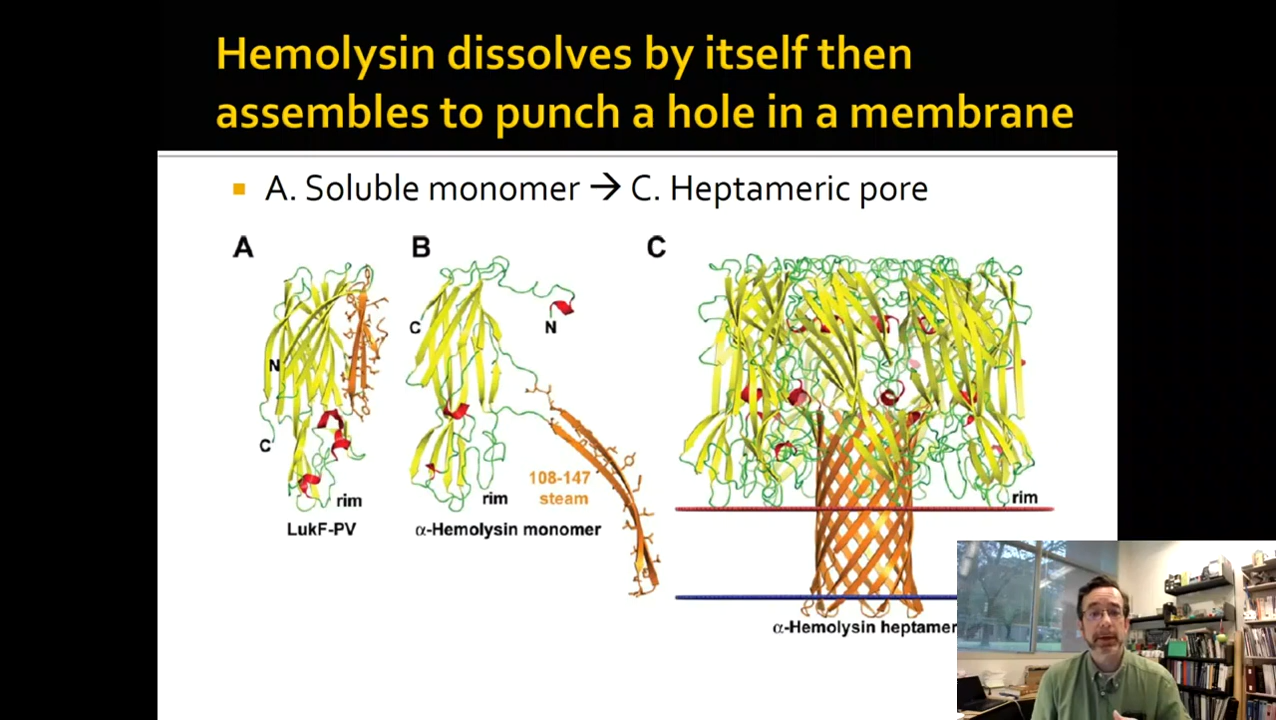 Hemolysin dissolves by itself then
assembles to punch a hole in a membrane
A. Soluble monomer → C. Heptameric pore
A
B
C
C
N
N
C
108-147
steam
rim
rim
rim
LukF-PV
α-Hemolysin monomer
α-Hemolysin heptamer